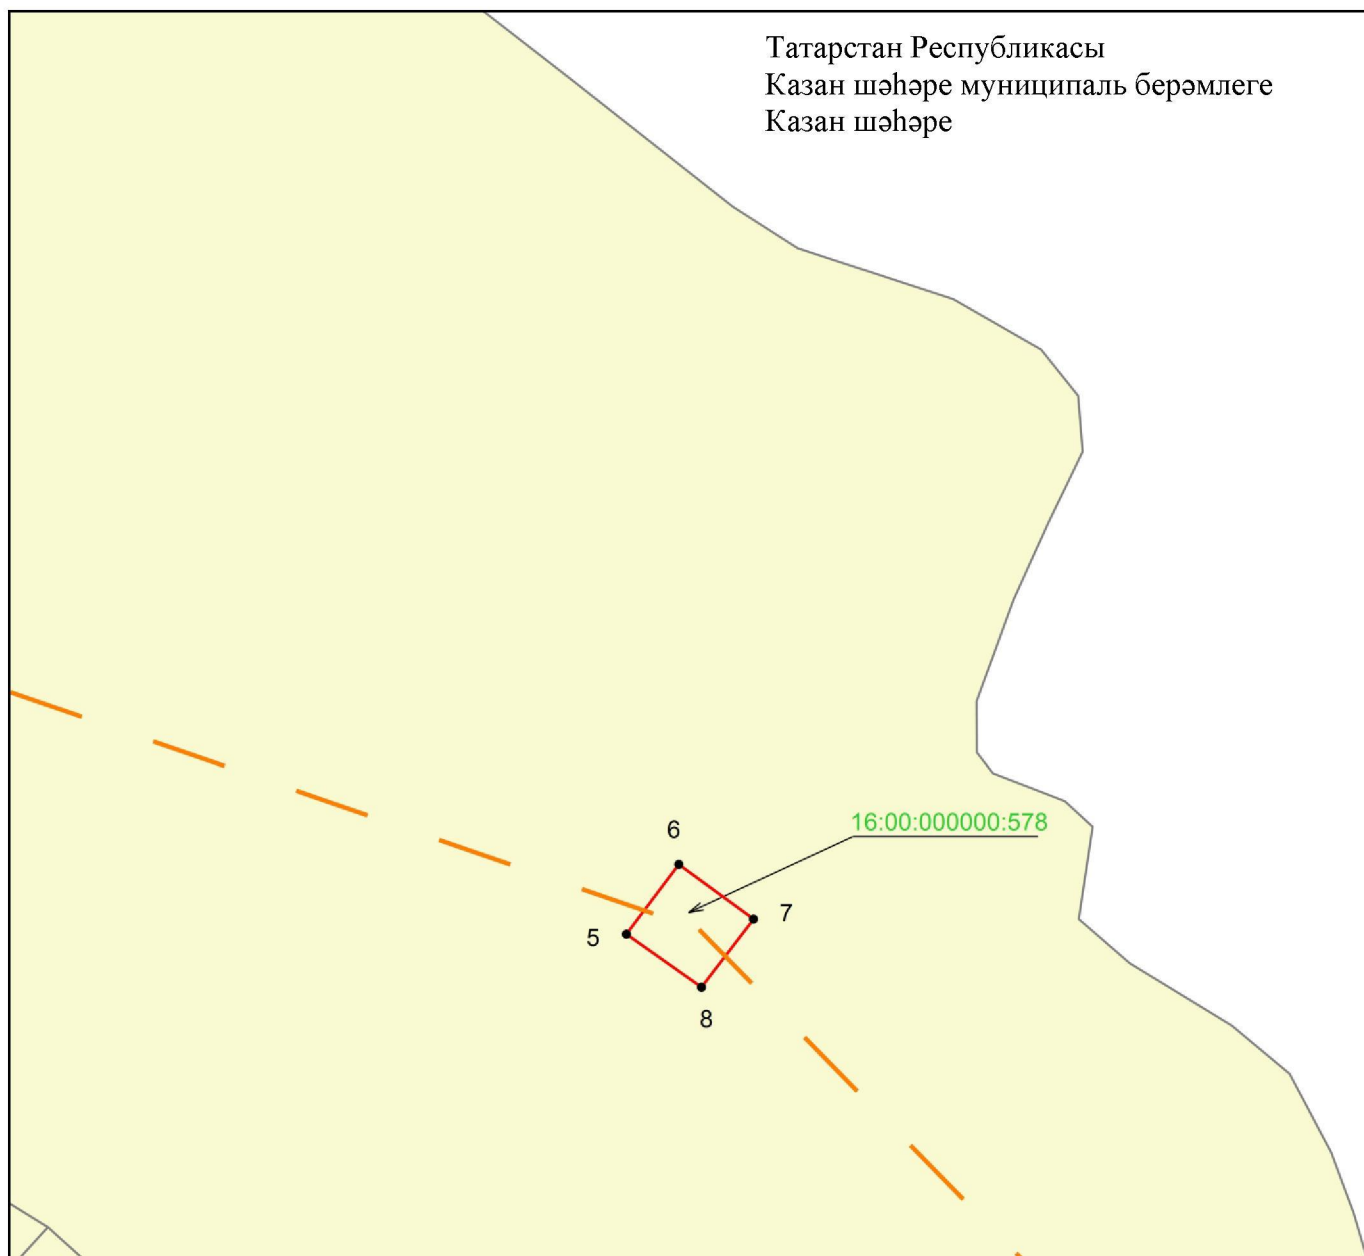 Татарстан Республикасы
Казан шәһәре муниципаль берәмлеге
Казан шәһәре
16:00:000000:578
6
7
5
8